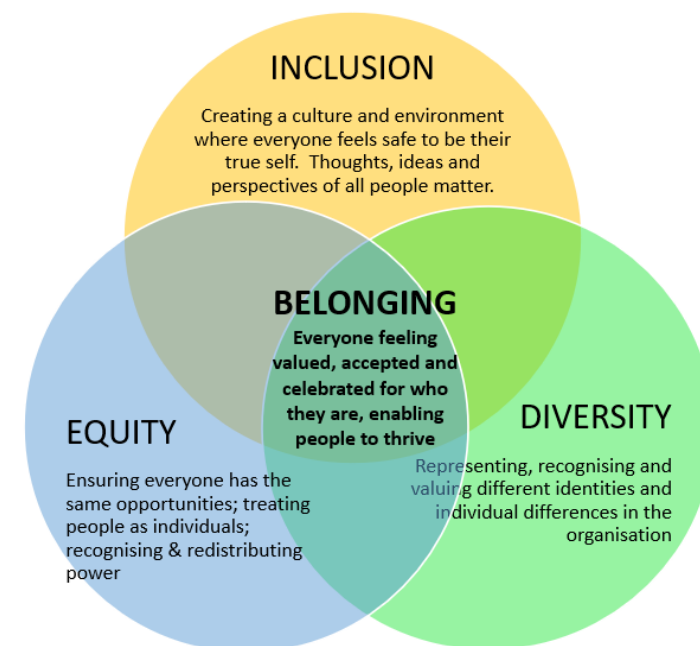 INCLUSION
Creating a culture and environment
where everyone feels safe to be their
true self.  Thoughts, ideas and
perspectives of all people matter.
BELONGING
Everyone feeling
valued, accepted and
celebrated for who
they are, enabling
people to thrive
EQUITY
Ensuring everyone has the
same opportunities; treating
people as individuals;
recognising & redistributing
power
DIVERSITY
Representing, recognising and
valuing different identities and
individual differences in the
organisation